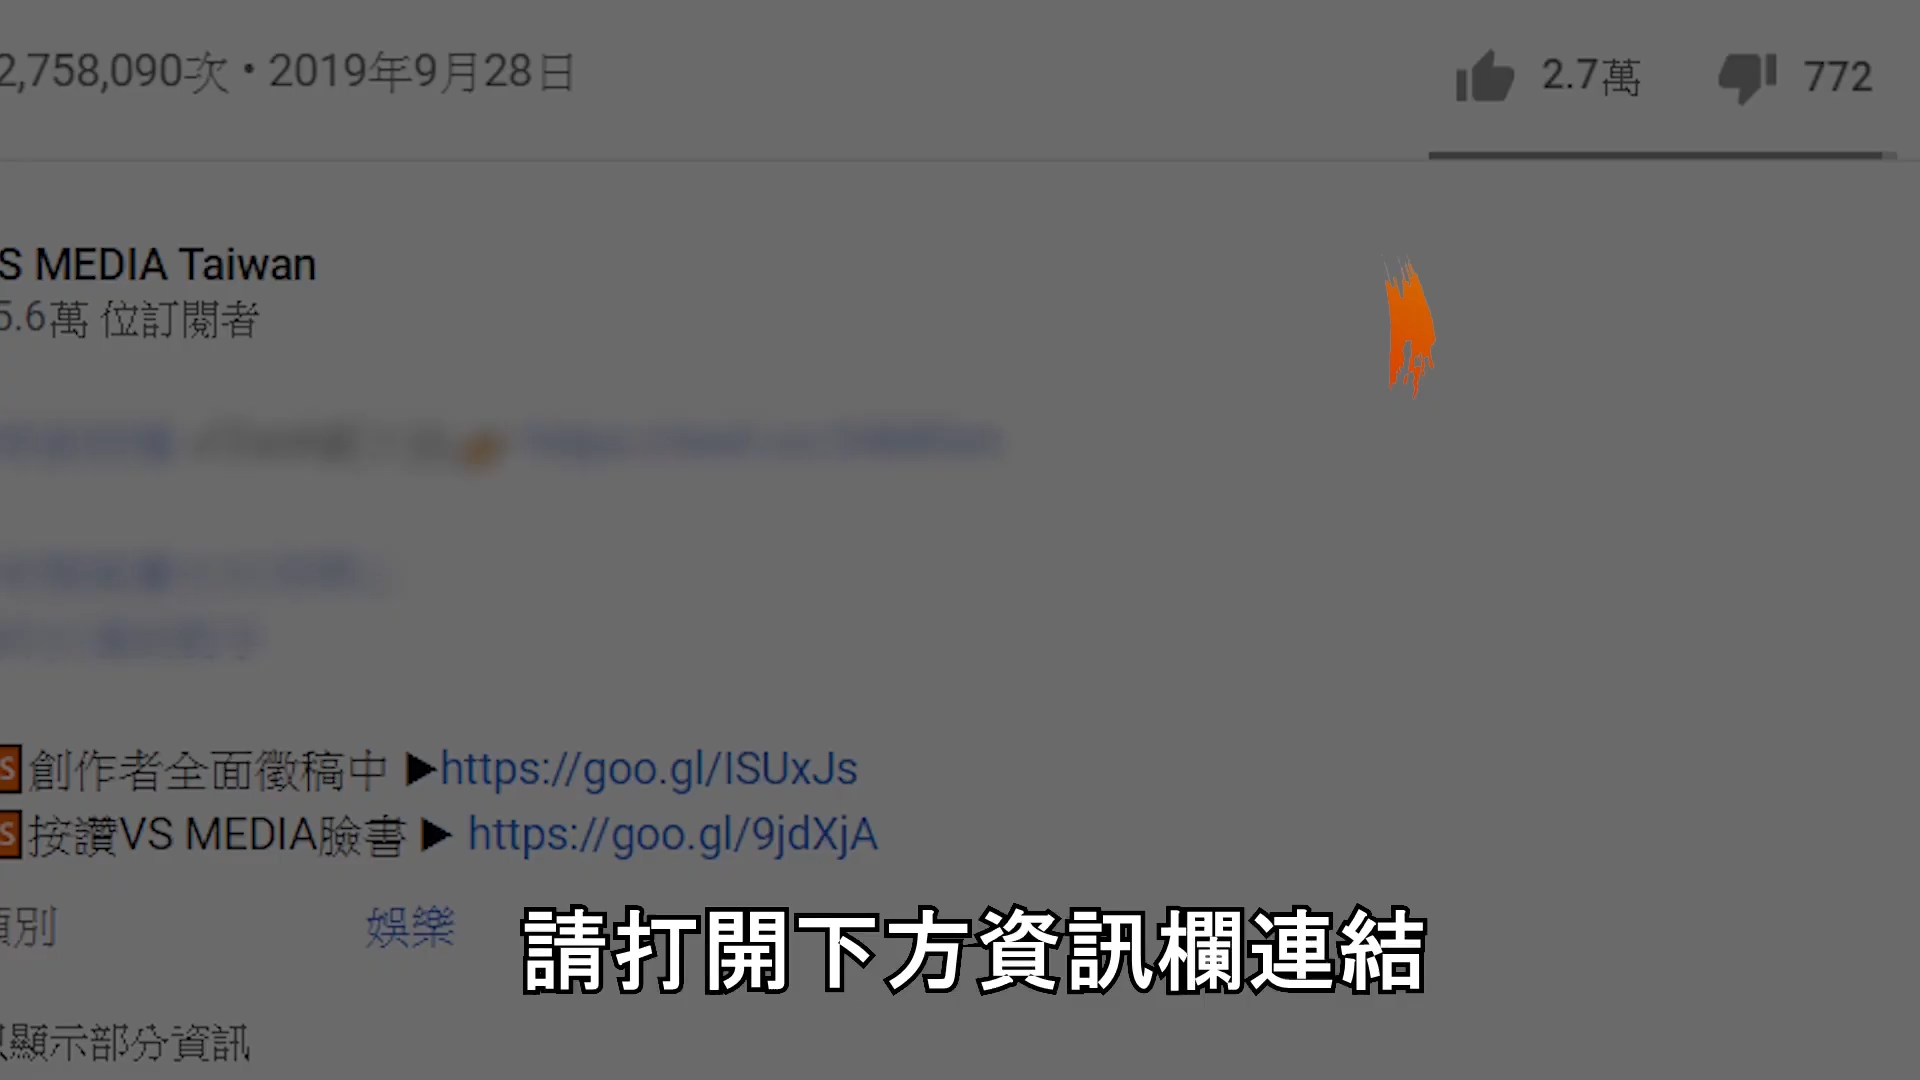 2,758,090次 • 2019年9月28日
2.7萬
772
S MEDIA Taiwan
5.6萬 位訂閱者
S創作者全面徵稿中 ▶https://goo.gl/ISUxJs
S按讚VS MEDIA臉書 ▶ https://goo.gl/9jdXjA
類別 娛樂
請打開下方資訊欄連結
只顯示部分資訊